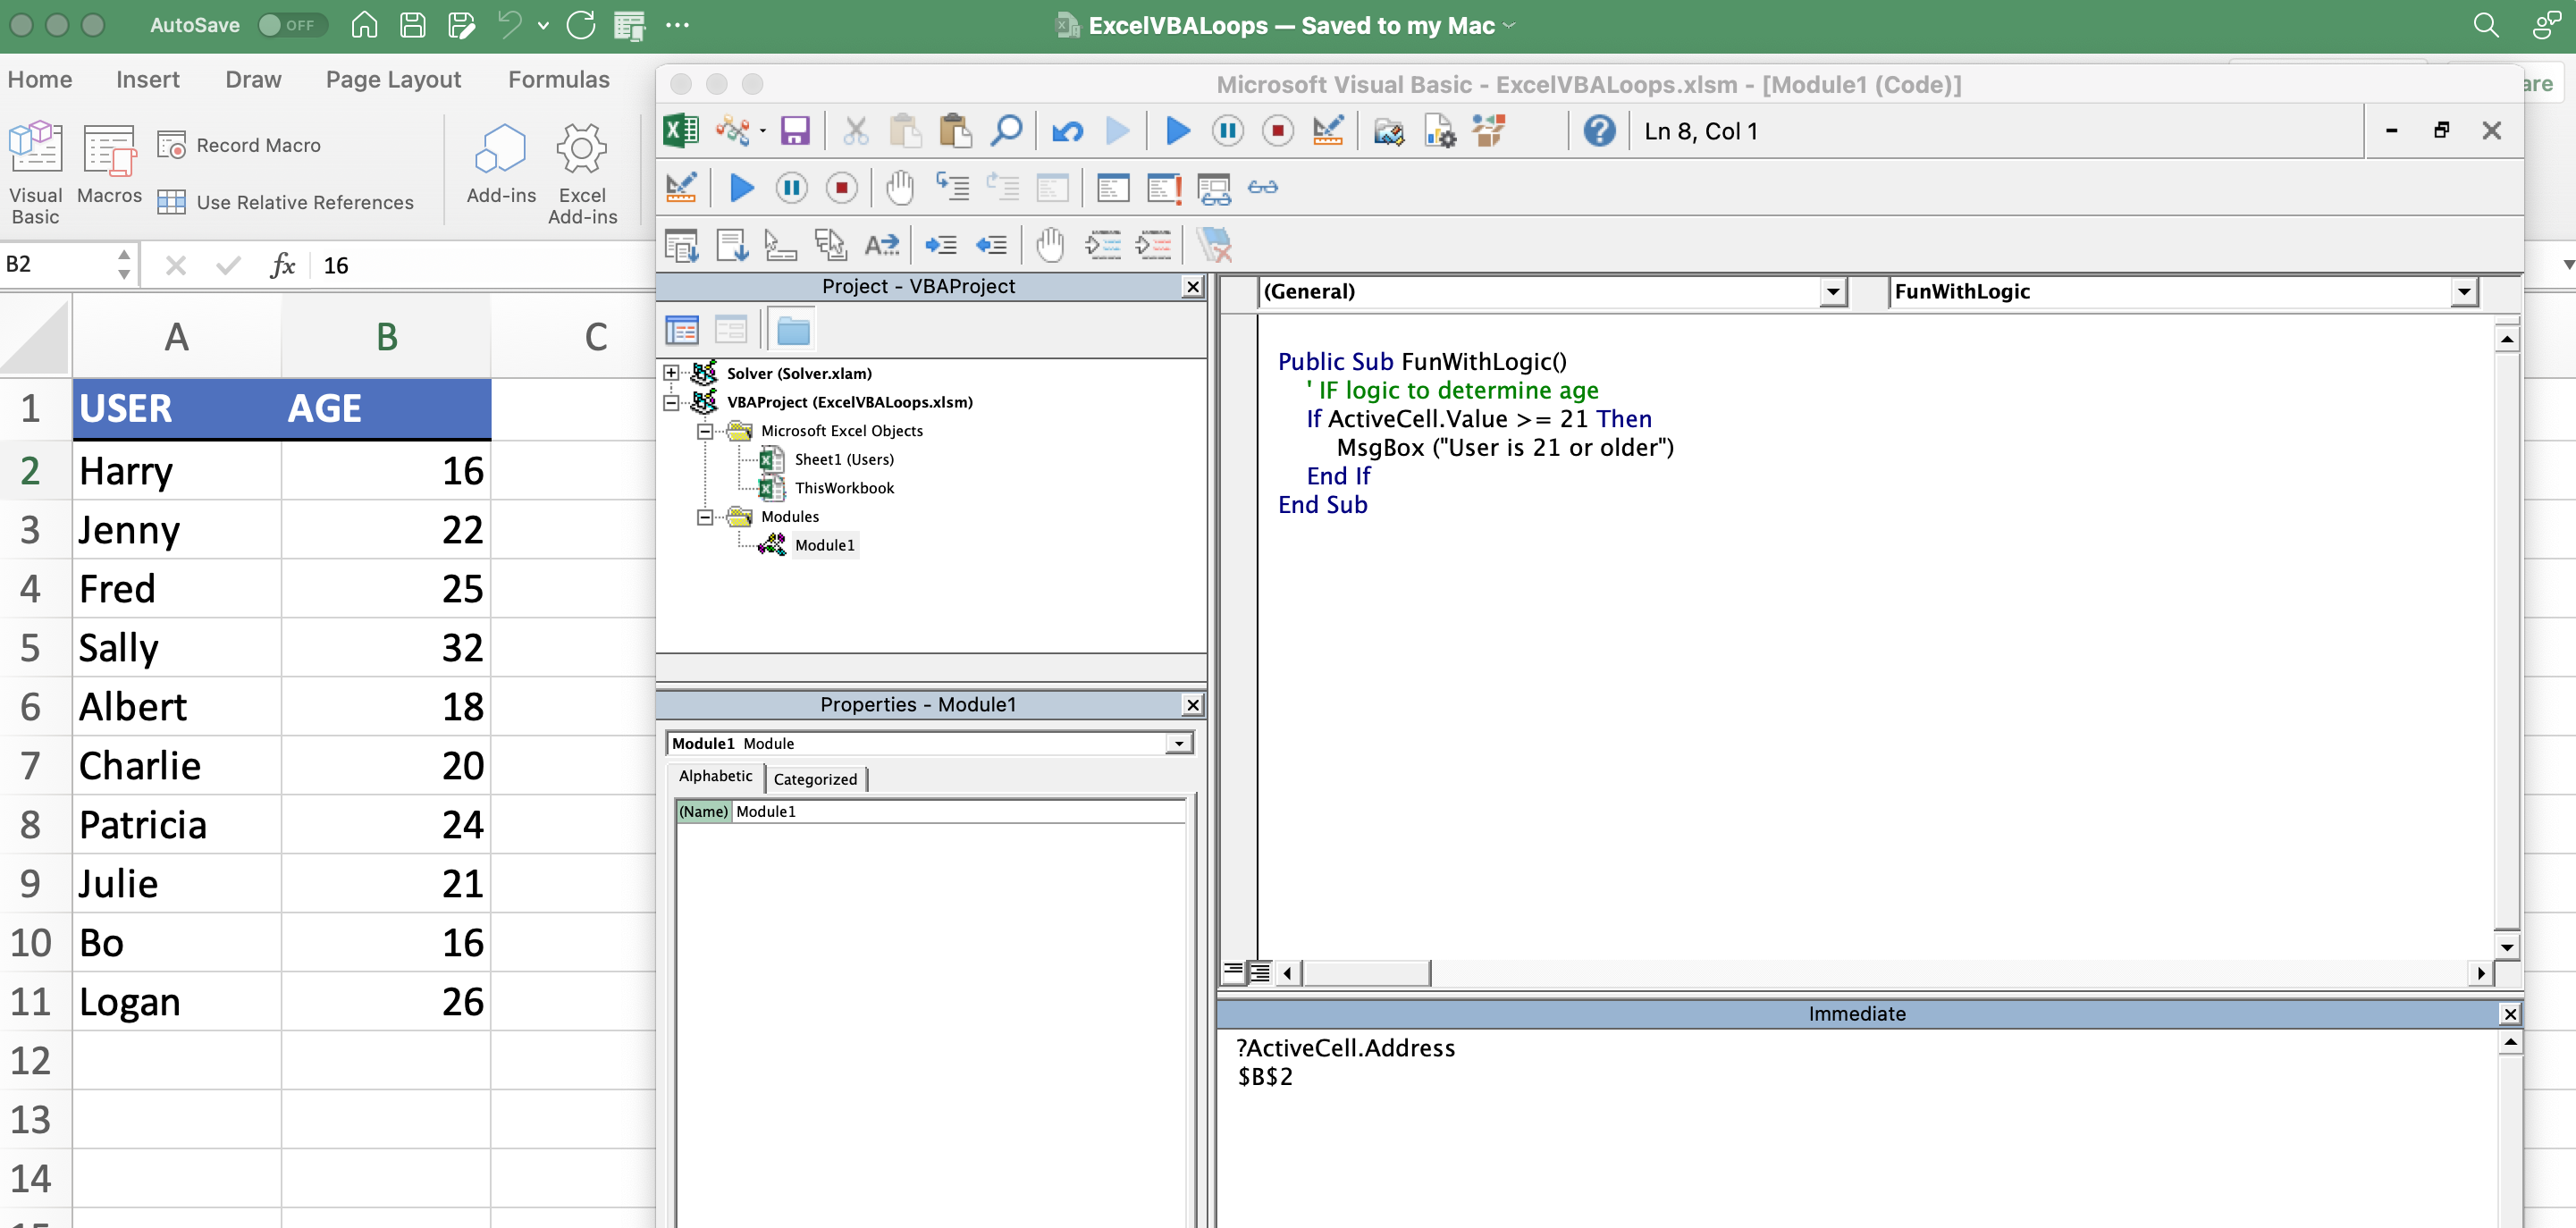 AutoSave OFF
ExcelVBALoops — Saved to my Mac
Home Insert Draw Page Layout Formulas
Visual Basic
Macros
Record Macro
Use Relative References
Add-ins
Excel Add-ins
B2 fx 16
A B C
1 USER AGE
2 Harry 16
3 Jenny 22
4 Fred 25
5 Sally 32
6 Albert 18
7 Charlie 20
8 Patricia 24
9 Julie 21
10 Bo 16
11 Logan 26
12
13
14
Microsoft Visual Basic - ExcelVBALoops.xlsm - [Module1 (Code)]
Ln 8, Col 1
Project - VBAProject
Solver (Solver.xlam)
VBAProject (ExcelVBALoops.xlsm)
Microsoft Excel Objects
Sheet1 (Users)
ThisWorkbook
Modules
Module1
Properties - Module1
Module1 Module
Alphabetic Categorized
(Name) Module1
(General) FunWithLogic
Public Sub FunWithLogic()
' IF logic to determine age
If ActiveCell.Value >= 21 Then
MsgBox ("User is 21 or older")
End If
End Sub
Immediate
?ActiveCell.Address
$B$2